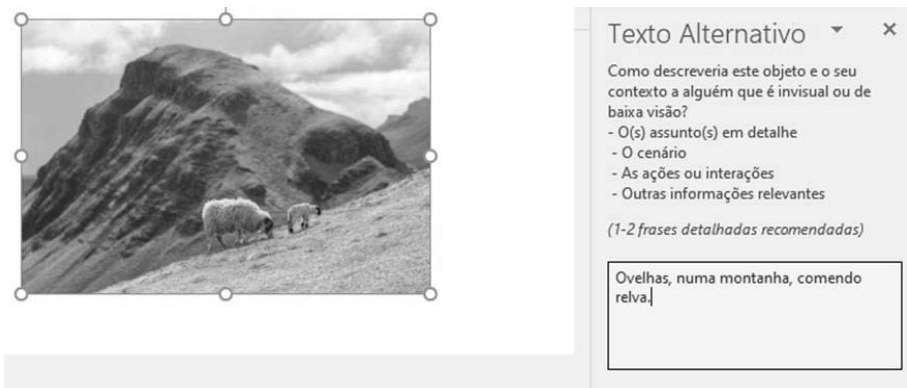 Texto Alternativo
Como descreveria este objeto e o seu
contexto a alguém que é invisual ou de
baixa visão?
- O(s) assunto(s) em detalhe
- O cenário
- As ações ou interações
- Outras informações relevantes
(1-2 frases detalhadas recomendadas)
Ovelhas, numa montanha, comendo
relva.